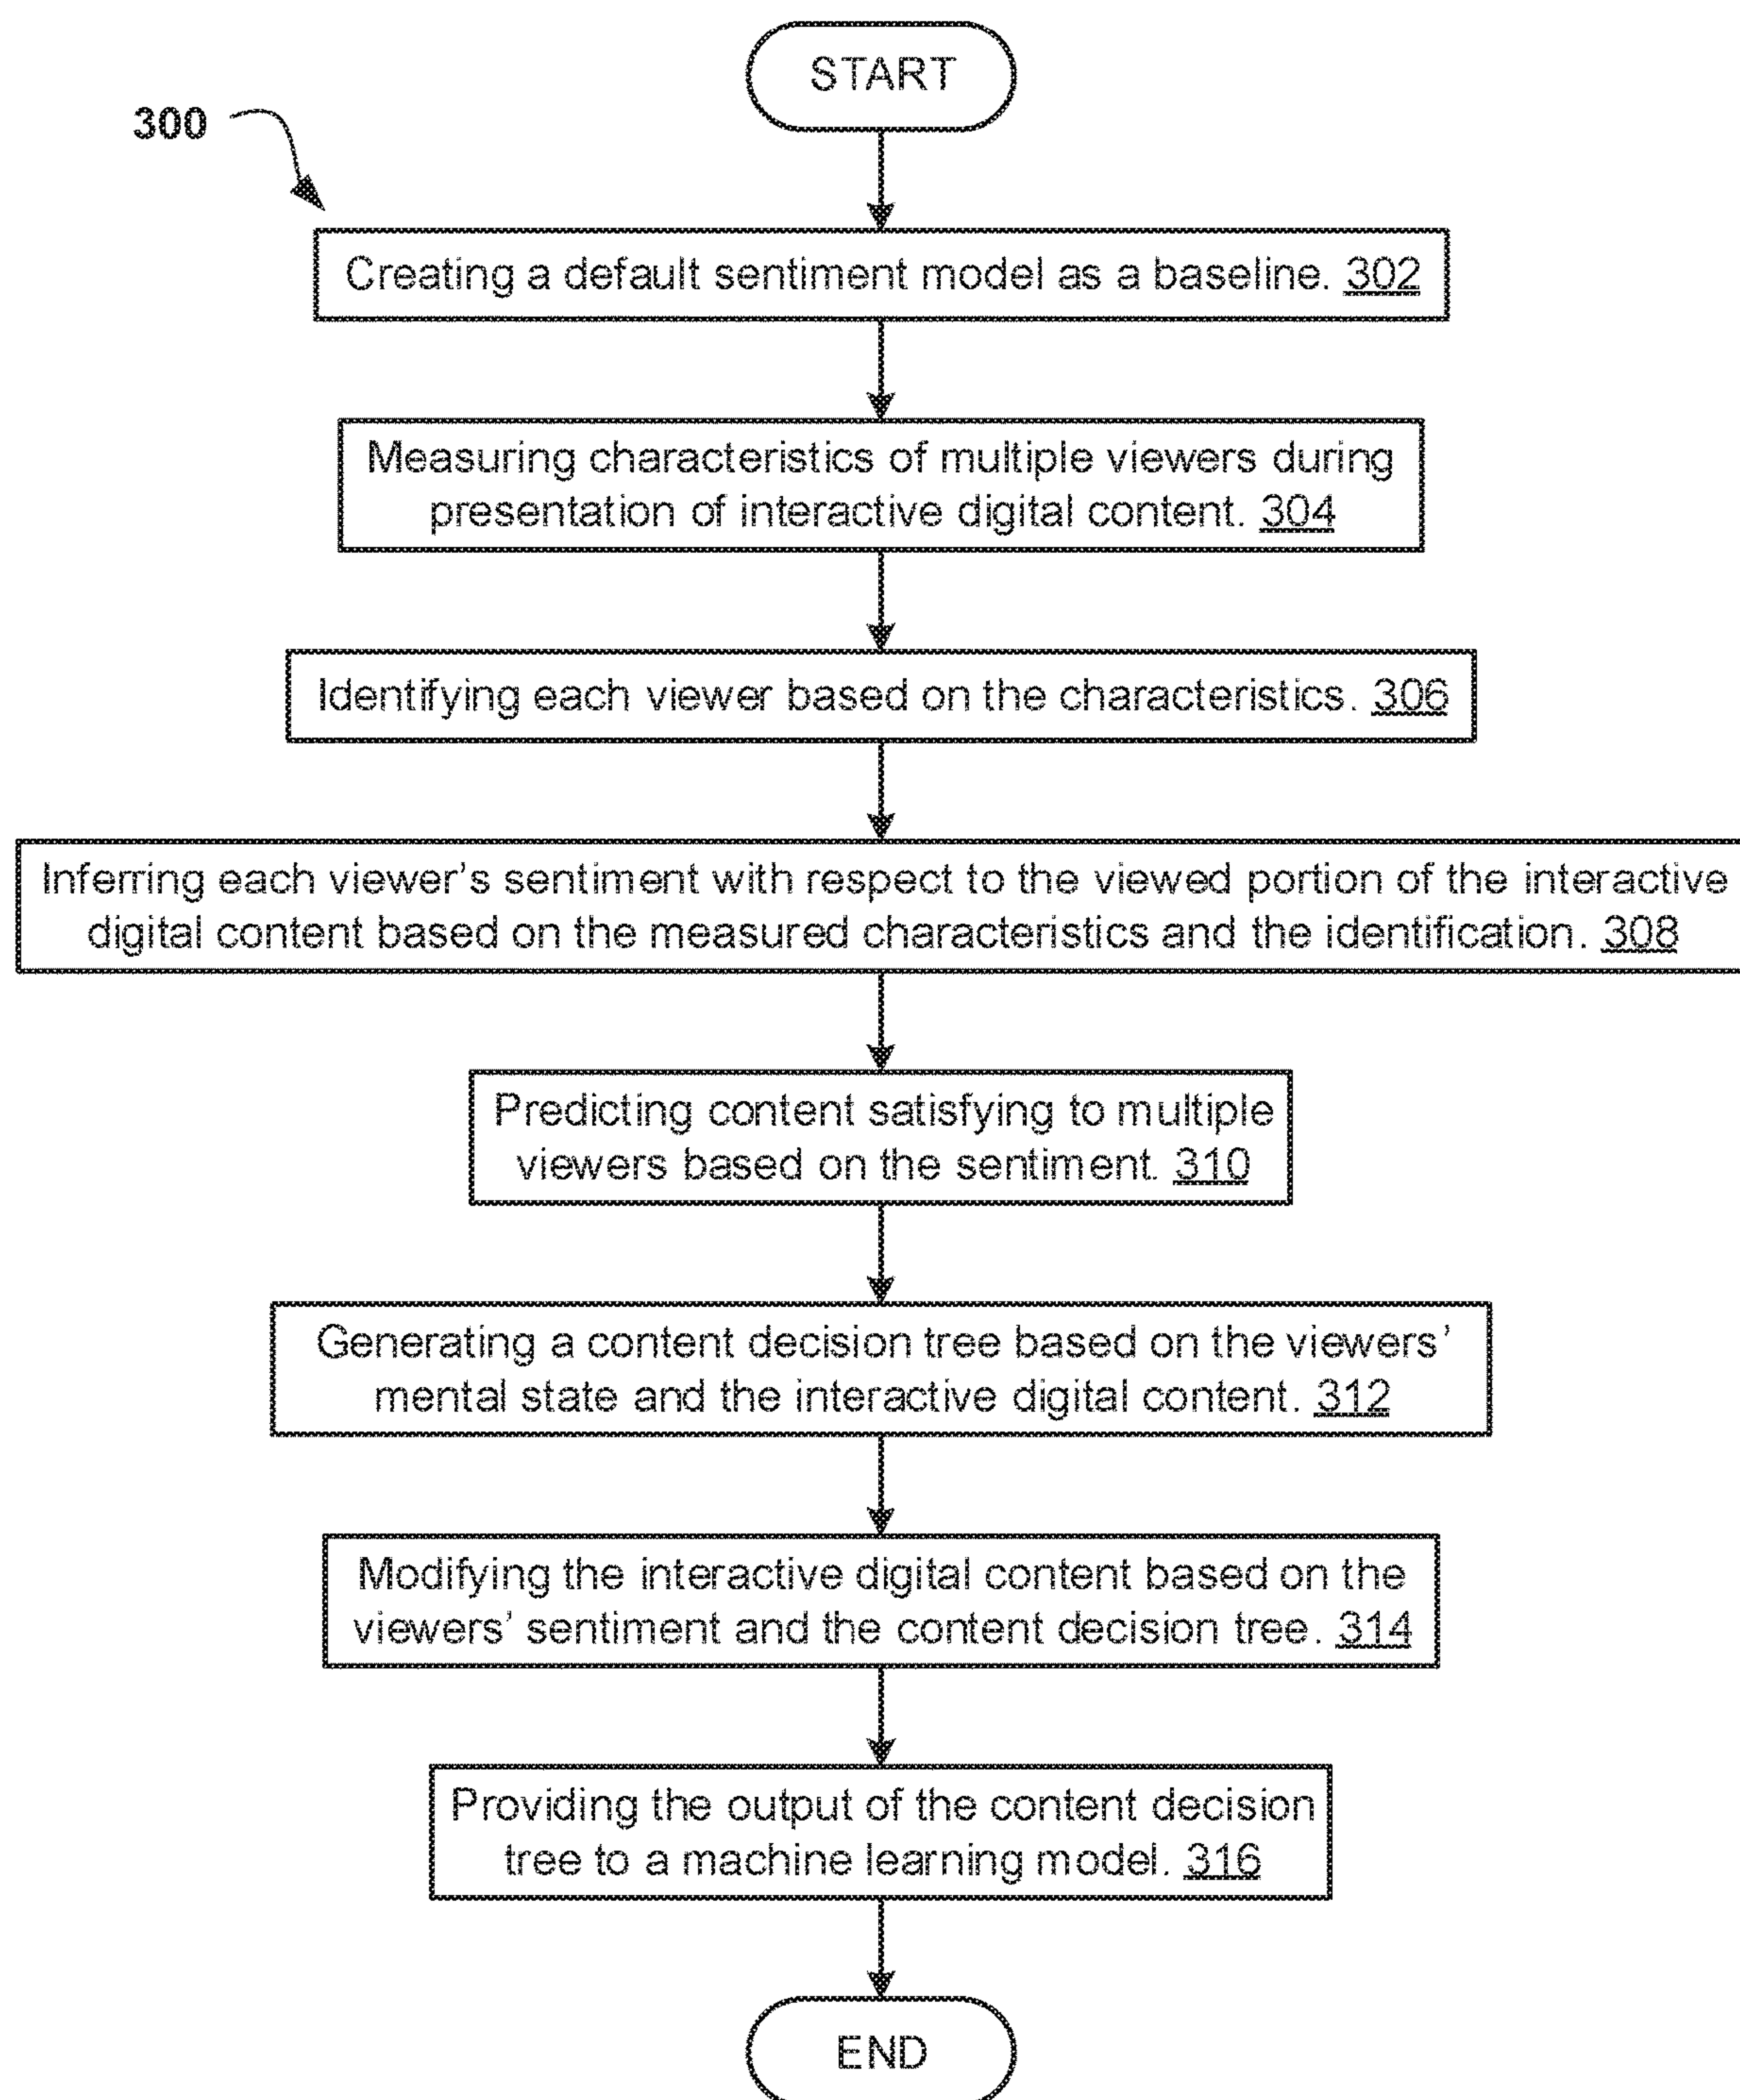 START
300
Creating a default sentiment model as a baseline. 302
Measuring characteristics of multiple viewers during
presentation of interactive digital content. 304
Identifying each viewer based on the characteristics. 306
Inferring each viewer's sentiment with respect to the viewed portion of the interactive
digital content based on the measured characteristics and the identification. 308
Predicting content satisfying to multiple
viewers based on the sentiment. 310
Generating a content decision tree based on the viewers'
mental state and the interactive digital content. 312
Modifying the interactive digital content based on the
viewers' sentiment and the content decision tree. 314
Providing the output of the content decision
tree to a machine learning model. 316
END